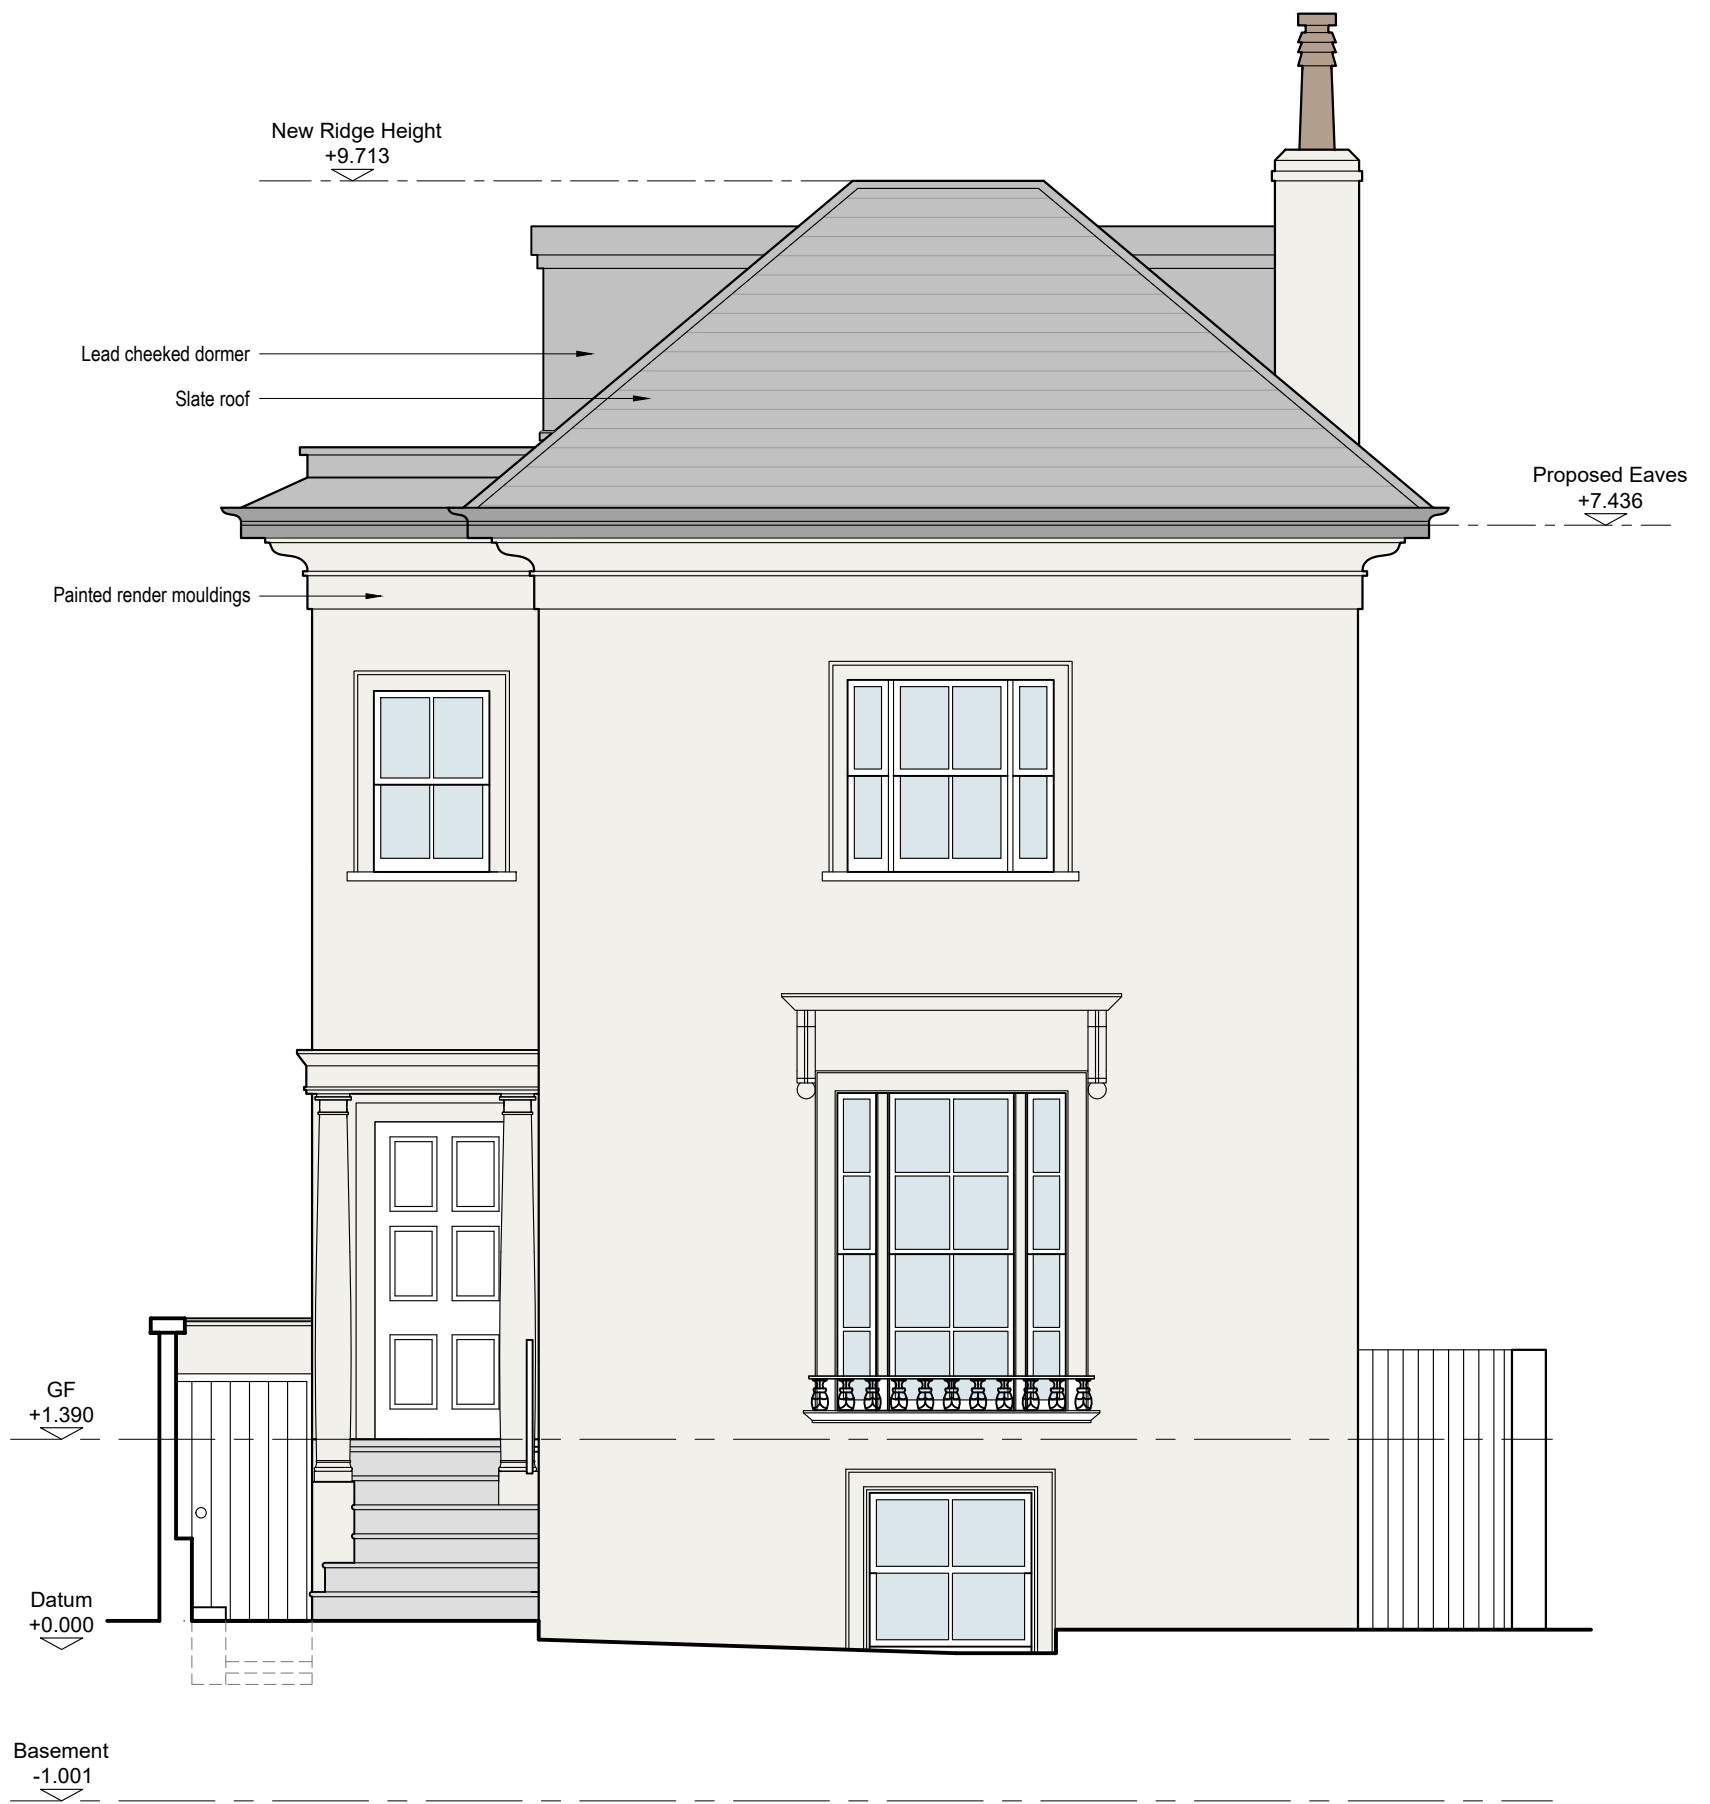 New Ridge Height
+9.713
Lead cheeked dormer
Slate roof
Proposed Eaves
+7.436
Painted render mouldings
GF
+1.390
Datum
+0.000
Basement
-1.001